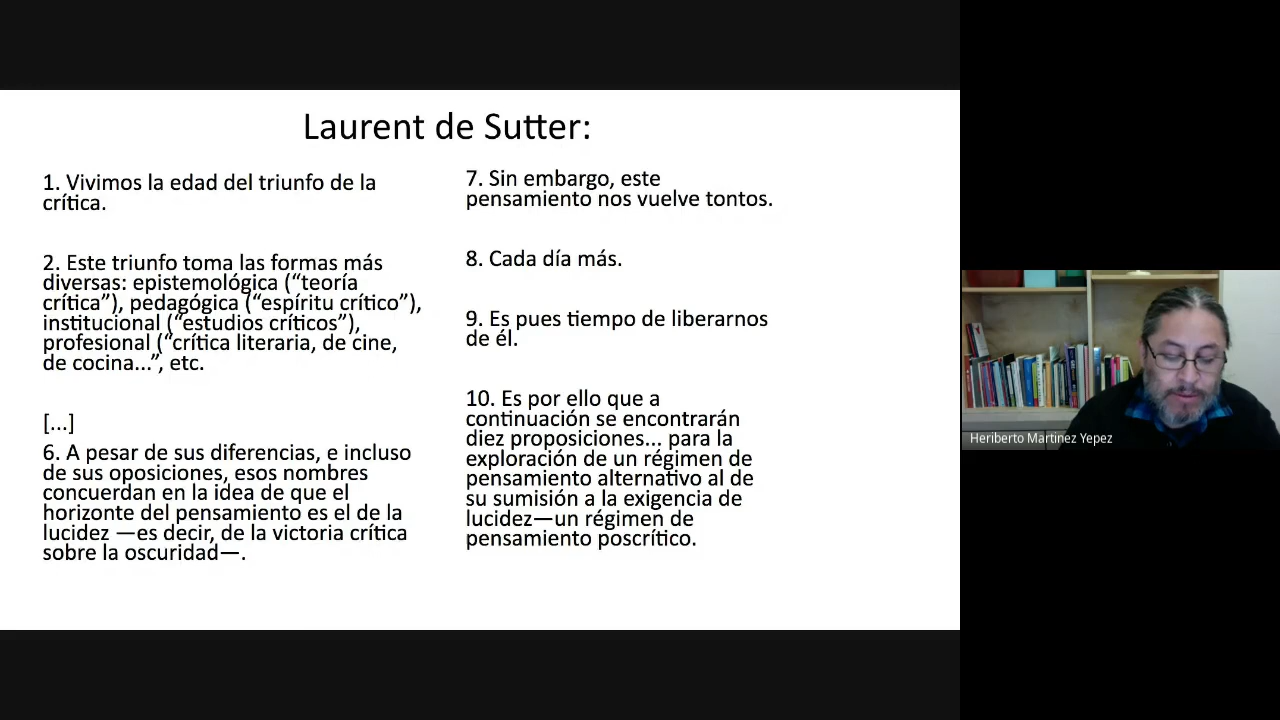 Laurent de Sutter:
1. Vivimos la edad del triunfo de la
crítica.
2. Este triunfo toma las formas más
diversas: epistemológica (“teoría
crítica”), pedagógica (“espíritu crítico”),
institucional (“estudios críticos”),
profesional (“crítica literaria, de cine,
de cocina...”, etc.
[...]
6. A pesar de sus diferencias, e incluso
de sus oposiciones, esos nombres
concuerdan en la idea de que el
horizonte del pensamiento es el de la
lucidez —es decir, de la victoria crítica
sobre la oscuridad—.
7. Sin embargo, este
pensamiento nos vuelve tontos.
8. Cada día más.
9. Es pues tiempo de liberarnos
de él.
10. Es por ello que a
continuación se encontrarán
diez proposiciones... para la
exploración de un régimen de
pensamiento alternativo al de
su sumisión a la exigencia de
lucidez—un régimen de
pensamiento poscrítico.
Heriberto Martinez Yepez